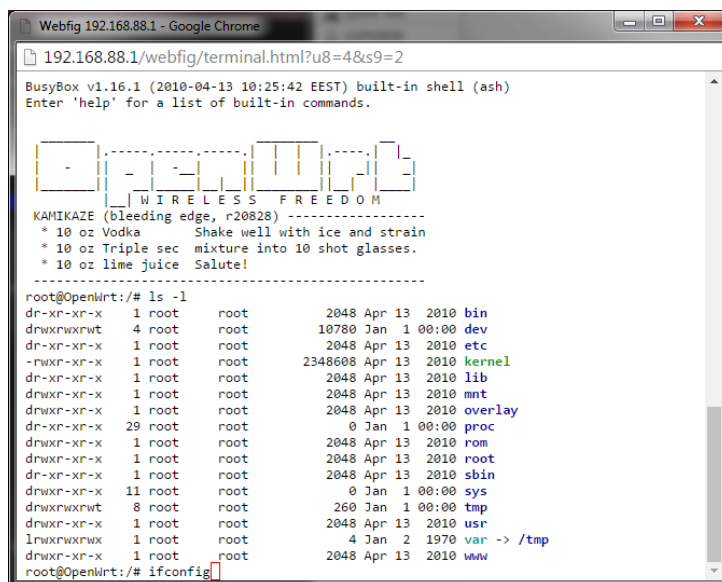 Webfig 192.168.88.1 - Google Chrome
192.168.88.1/webfig/terminal.html?u8=4&s9=2
BusyBox v1.16.1 (2010-04-13 10:25:42 EEST) built-in shell (ash)
Enter 'help' for a list of built-in commands.
OpenWrt
W I R E L E S S   F R E E D O M
KAMIKAZE (bleeding edge, r20828) ------------------
* 10 oz Vodka       Shake well with ice and strain
* 10 oz Triple sec  mixture into 10 shot glasses.
* 10 oz lime juice  Salute!
---------------------------------------------------
root@OpenWrt:/# ls -l
dr-xr-xr-x    1 root     root         2048 Apr 13  2010 bin
drwxrwxrwt    4 root     root        10780 Jan  1 00:00 dev
dr-xr-xr-x    1 root     root         2048 Apr 13  2010 etc
-rwxr-xr-x    1 root     root      2348608 Apr 13  2010 kernel
dr-xr-xr-x    1 root     root         2048 Apr 13  2010 lib
drwxr-xr-x    1 root     root         2048 Apr 13  2010 mnt
drwxr-xr-x    1 root     root         2048 Apr 13  2010 overlay
dr-xr-xr-x   29 root     root            0 Jan  1 00:00 proc
drwxr-xr-x    1 root     root         2048 Apr 13  2010 rom
drwxr-xr-x    1 root     root         2048 Apr 13  2010 root
dr-xr-xr-x    1 root     root         2048 Apr 13  2010 sbin
drwxr-xr-x   11 root     root            0 Jan  1 00:00 sys
drwxrwxrwt    8 root     root          260 Jan  1 00:00 tmp
drwxr-xr-x    1 root     root         2048 Apr 13  2010 usr
lrwxrwxrwx    1 root     root            4 Jan  2  1970 var -> /tmp
drwxr-xr-x    1 root     root         2048 Apr 13  2010 www
root@OpenWrt:/# ifconfig